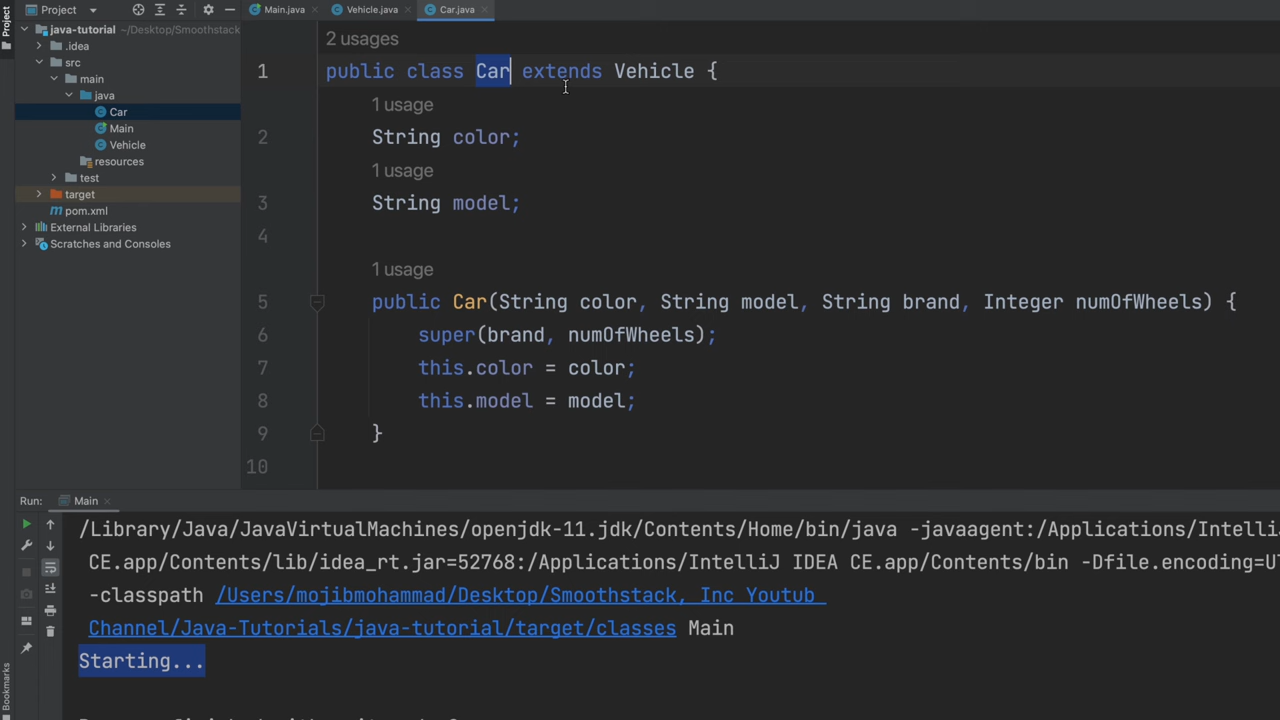 Project
Main.java
Vehicle.java
Car.java
Project
java-tutorial ~/Desktop/Smoothstack
.idea
src
main
java
Car
Main
Vehicle
resources
test
target
pom.xml
External Libraries
Scratches and Consoles
2 usages
1 public class Car extends Vehicle {
1 usage
2 String color;
1 usage
3 String model;
4
1 usage
5 public Car(String color, String model, String brand, Integer numOfWheels) {
6 super(brand, numOfWheels);
7 this.color = color;
8 this.model = model;
9 }
10
Run: Main
/Library/Java/JavaVirtualMachines/openjdk-11.jdk/Contents/Home/bin/java -javaagent:/Applications/Intelli
CE.app/Contents/lib/idea_rt.jar=52768:/Applications/IntelliJ IDEA CE.app/Contents/bin -Dfile.encoding=U
-classpath /Users/mojibmohammad/Desktop/Smoothstack, Inc Youtub
Channel/Java-Tutorials/java-tutorial/target/classes Main
Starting...
Bookmarks